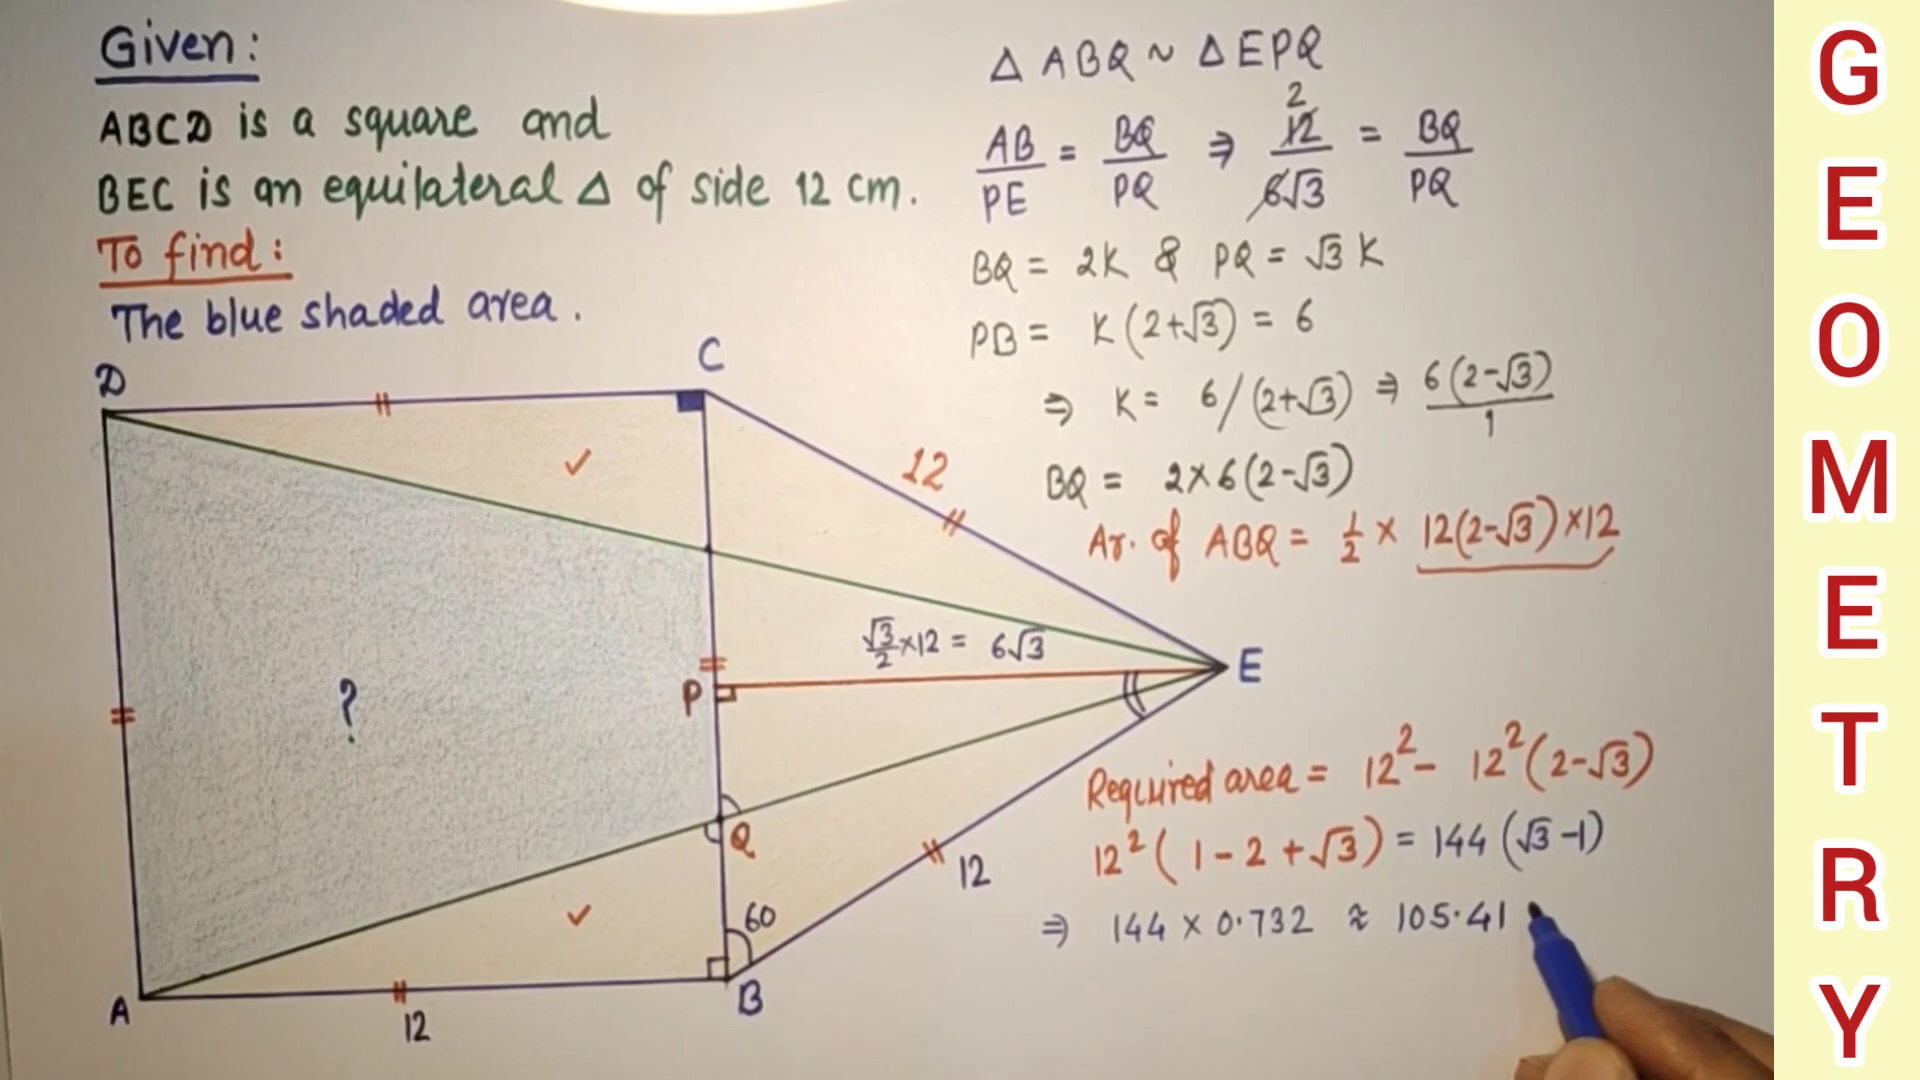 Given:
ABCD is a square and
BEC is an equilateral Δ of side 12 cm.
To find:
The blue shaded area.
Δ ABQ ~ Δ EPQ
AB/PE = BQ/PQ ⇒ 2 12/6√3 = BQ/PQ
BQ = 2K & PQ = √3 K
PB = K(2+√3) = 6
⇒ K = 6/(2+√3) ⇒ 6(2-√3)/1
BQ = 2×6(2-√3)
Ar. of ABQ = 1/2 × 12(2-√3)×12
D
C
12
√3/2 ×12 = 6√3
P
E
?
Q
60
12
A
B
12
Required area = 12² - 12²(2-√3)
12²(1-2+√3) = 144(√3-1)
⇒ 144 × 0.732 ≈ 105.41
GEOMETRY